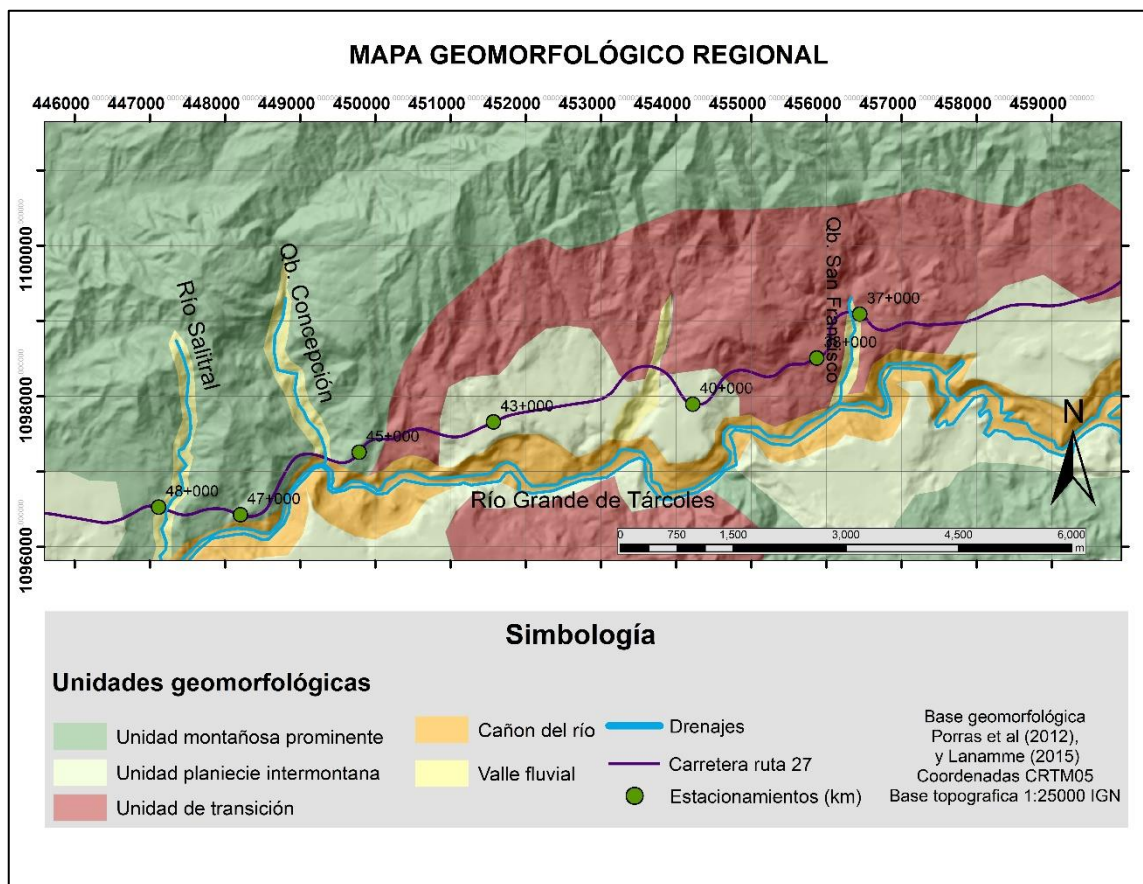 MAPA GEOMORFOLÓGICO REGIONAL
446000 447000 448000 449000 450000 451000 452000 453000 454000 455000 456000 457000 458000 459000
1100000
1098000
1096000
Río Salitral
Qb. Concepción
Qb. San Francisco
37+000
38+000
40+000
43+000
45+000
47+000
48+000
Río Grande de Tárcoles
N
0 750 1,500 3,000 4,500 6,000
m
Simbología
Unidades geomorfológicas
Unidad montañosa prominente
Unidad planiecie intermontana
Unidad de transición
Cañon del río
Valle fluvial
Drenajes
Carretera ruta 27
Estacionamientos (km)
Base geomorfológica
Porras et al (2012),
y Lanamme (2015)
Coordenadas CRTM05
Base topografica 1:25000 IGN